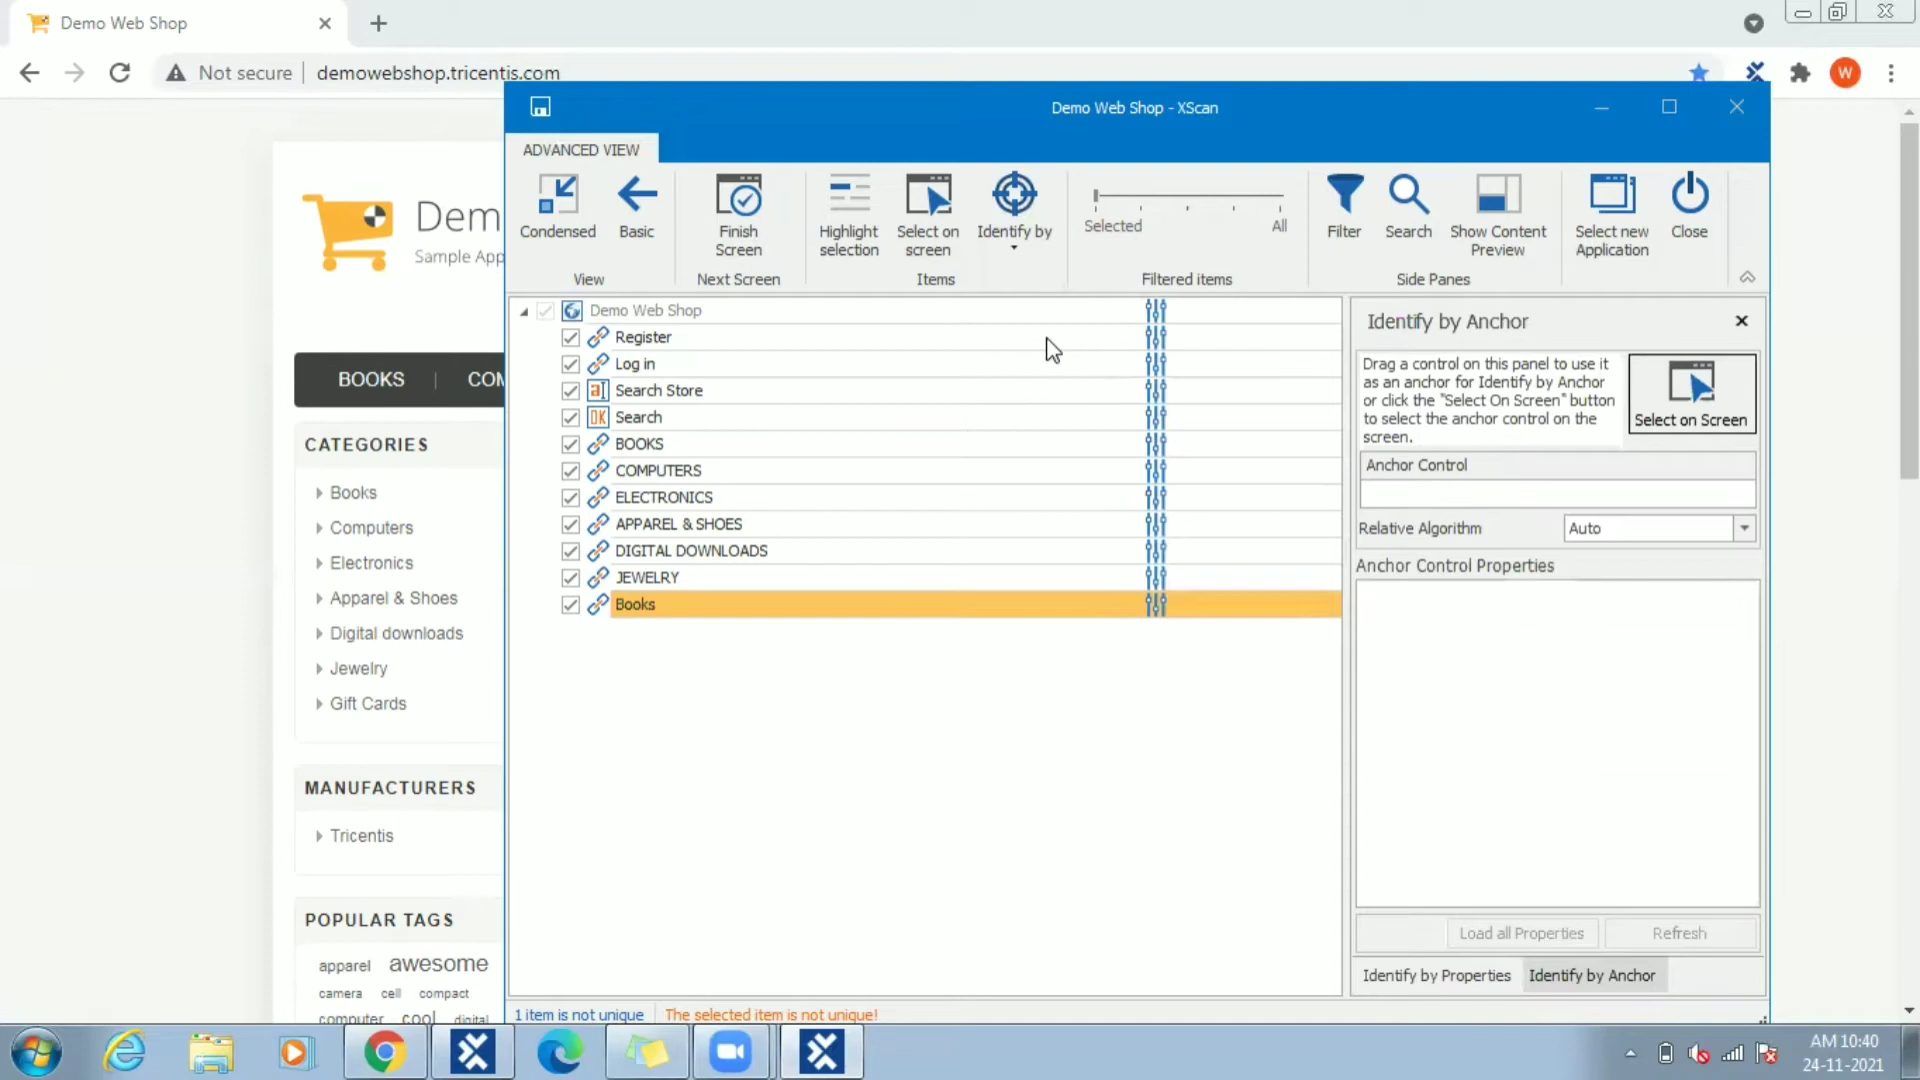 Demo Web Shop
Not secure
demowebshop.tricentis.com
W
Dem
Sample App
BOOKS
COM
CATEGORIES
Books
Computers
Electronics
Apparel & Shoes
Digital downloads
Jewelry
Gift Cards
MANUFACTURERS
Tricentis
POPULAR TAGS
apparel awesome
camera cell compact
computer cool digital
Demo Web Shop - XScan
ADVANCED VIEW
Condensed
Basic
View
Finish
Screen
Next Screen
Highlight
selection
Select on
screen
Identify by
Items
Selected
All
Filtered items
Filter
Search
Show Content
Preview
Side Panes
Select new
Application
Close
Demo Web Shop
Register
Log in
Search Store
OK Search
BOOKS
COMPUTERS
ELECTRONICS
APPAREL & SHOES
DIGITAL DOWNLOADS
JEWELRY
Books
Identify by Anchor
Drag a control on this panel to use it
as an anchor for Identify by Anchor
or click the "Select On Screen" button
to select the anchor control on the
screen.
Select on Screen
Anchor Control
Relative Algorithm
Auto
Anchor Control Properties
Load all Properties
Refresh
Identify by Properties
Identify by Anchor
1 item is not unique
The selected item is not unique!
AM 10:40
24-11-2021